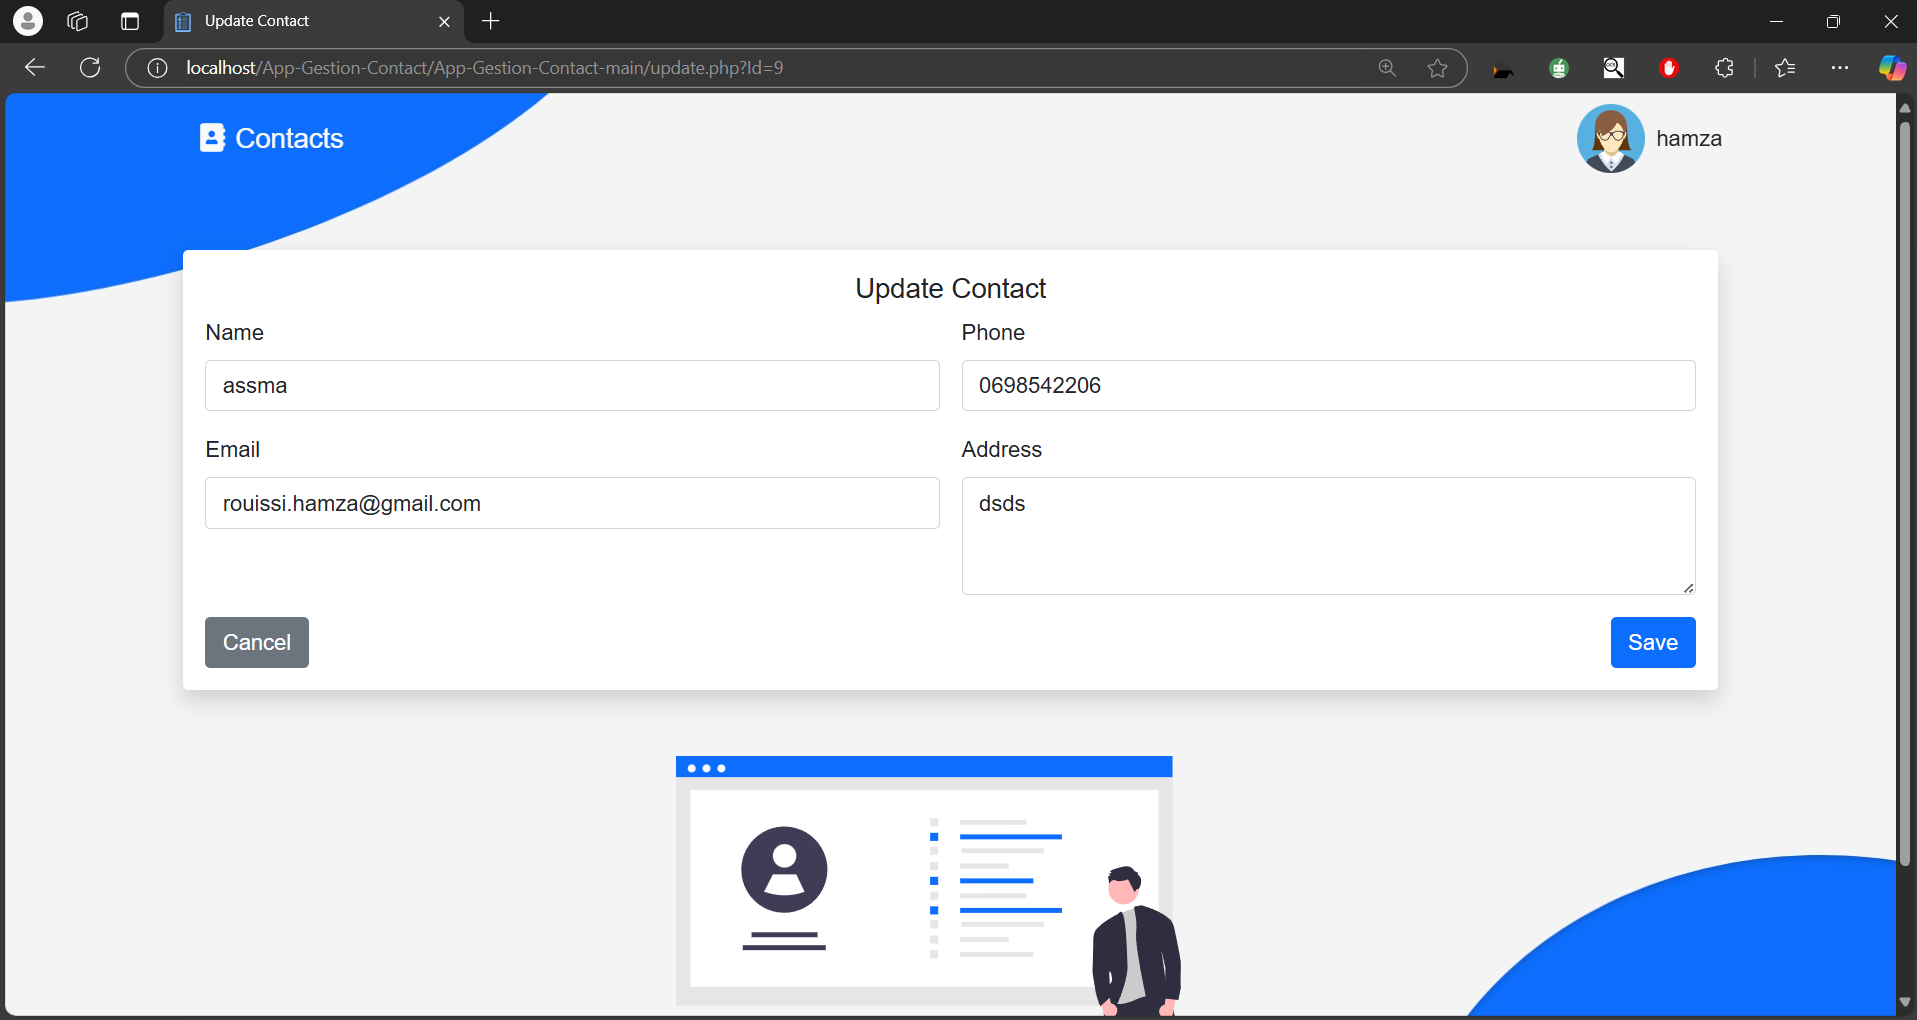 Update Contact
localhost/App-Gestion-Contact/App-Gestion-Contact-main/update.php?Id=9
Contacts
hamza
Update Contact
Name
Phone
assma
0698542206
Email
Address
rouissi.hamza@gmail.com
dsds
Cancel
Save